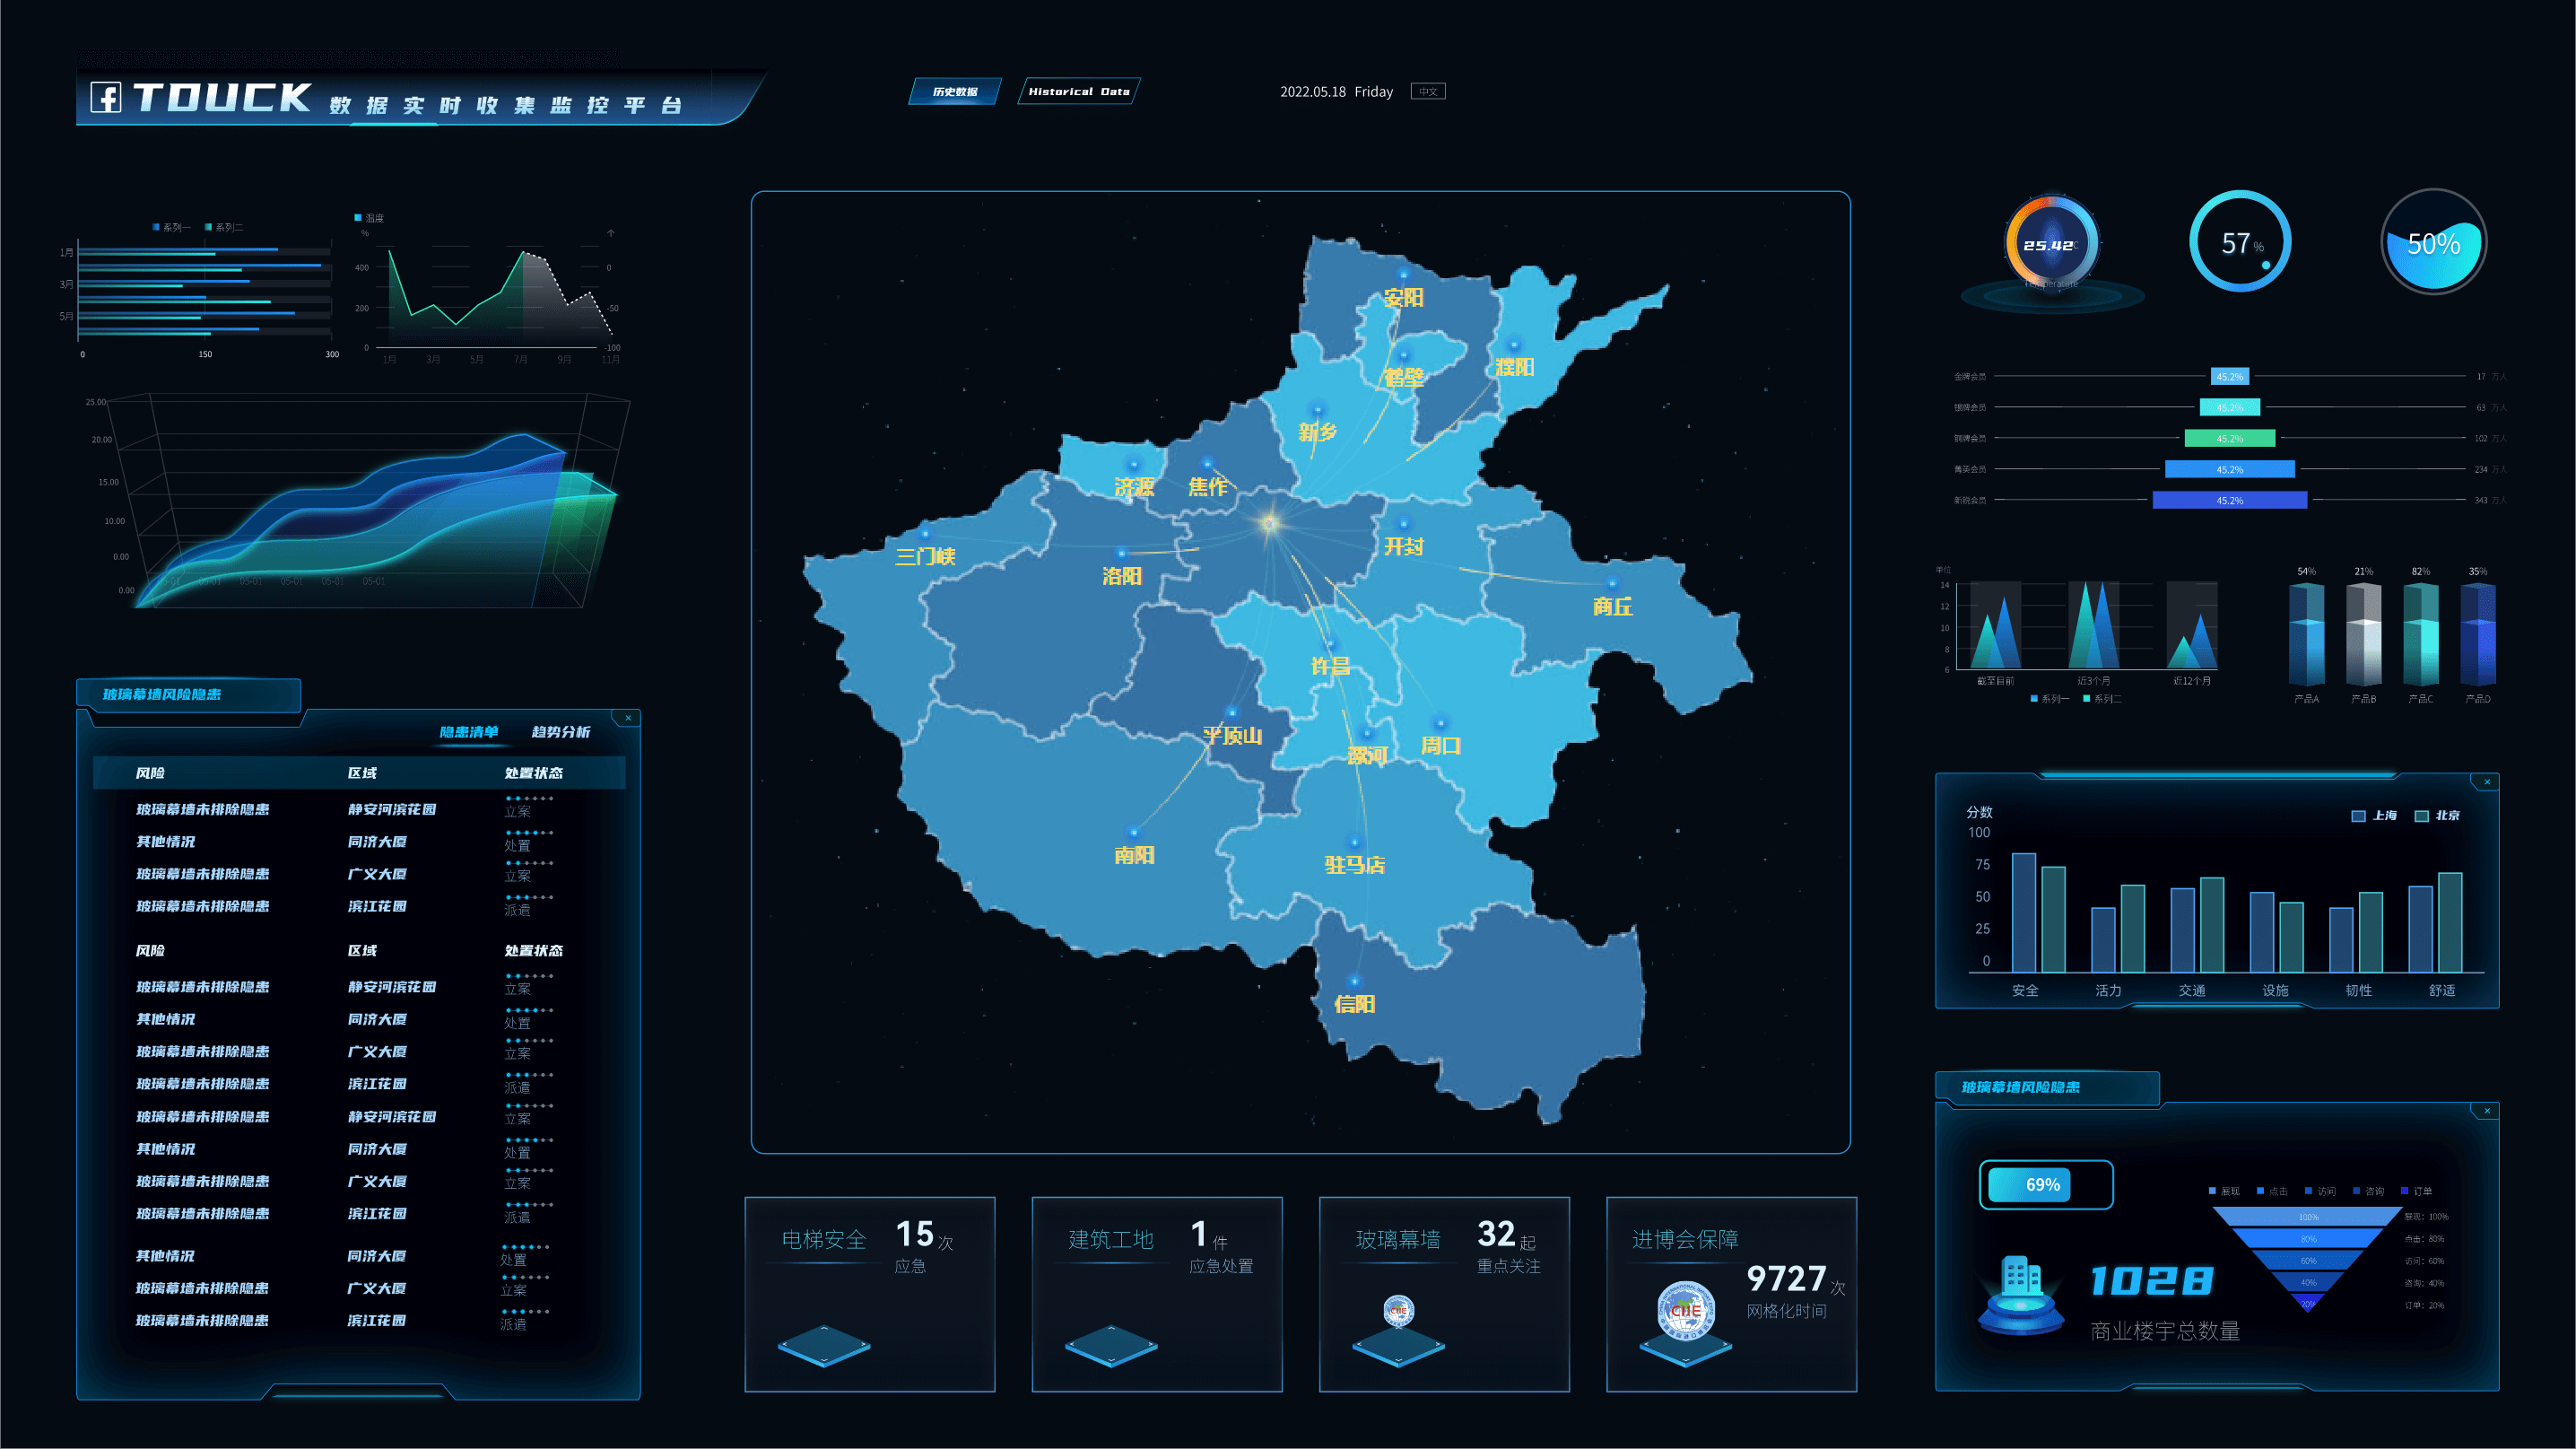 TOUCK 数据实时收集监控平台
历史数据
Historical Data
2022.05.18 Friday
中文
系列一 系列二
1月
3月
5月
0 150 300
温度
% 个
400 0
200 -50
0 -100
1月 3月 5月 7月 9月 11月
25.00
20.00
15.00
10.00
0.00
0.00
05-01 05-01 05-01 05-01 05-01 05-01
玻璃幕墙风险隐患
隐患清单 趋势分析
风险 区域 处置状态
玻璃幕墙未排除隐患 静安河滨花园 立案
其他情况 同济大厦 处置
玻璃幕墙未排除隐患 广义大厦 立案
玻璃幕墙未排除隐患 滨江花园 派遣
风险 区域 处置状态
玻璃幕墙未排除隐患 静安河滨花园 立案
其他情况 同济大厦 处置
玻璃幕墙未排除隐患 广义大厦 立案
玻璃幕墙未排除隐患 滨江花园 派遣
玻璃幕墙未排除隐患 静安河滨花园 立案
其他情况 同济大厦 处置
玻璃幕墙未排除隐患 广义大厦 立案
玻璃幕墙未排除隐患 滨江花园 派遣
其他情况 同济大厦 处置
玻璃幕墙未排除隐患 广义大厦 立案
玻璃幕墙未排除隐患 滨江花园 派遣
安阳
鹤壁
濮阳
新乡
济源
焦作
三门峡
洛阳
开封
商丘
许昌
平顶山
漯河
周口
南阳
驻马店
信阳
电梯安全 15次
应急
建筑工地 1件
应急处置
玻璃幕墙 32起
重点关注
CIIE
进博会保障
9727次
网格化时间
CIIE
25.42℃
Temperature
57%
50%
金牌会员 45.2% 17 万人
银牌会员 45.2% 63 万人
铜牌会员 45.2% 102 万人
菁英会员 45.2% 234 万人
新锐会员 45.2% 343 万人
单位
14
12
10
8
6
截至目前 近3个月 近12个月
系列一 系列二
54% 21% 82% 35%
产品A 产品B 产品C 产品D
分数
上海 北京
100
75
50
25
0
安全 活力 交通 设施 韧性 舒适
玻璃幕墙风险隐患
69%
1028
商业楼宇总数量
展现 点击 访问 咨询 订单
100% 展现：100%
80% 点击：80%
60% 访问：60%
40% 咨询：40%
20% 订单：20%